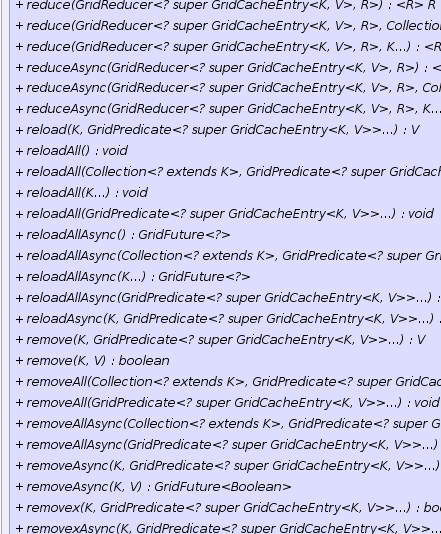 + reduce(GridReducer<? super GridCacheEntry<K, V>, R>) : <R> R
+ reduce(GridReducer<? super GridCacheEntry<K, V>, R>, Collectio
+ reduce(GridReducer<? super GridCacheEntry<K, V>, R>, K...) : <R
+ reduceAsync(GridReducer<? super GridCacheEntry<K, V>, R>) : <
+ reduceAsync(GridReducer<? super GridCacheEntry<K, V>, R>, Col
+ reduceAsync(GridReducer<? super GridCacheEntry<K, V>, R>, K...
+ reload(K, GridPredicate<? super GridCacheEntry<K, V>>...) : V
+ reloadAll() : void
+ reloadAll(Collection<? extends K>, GridPredicate<? super GridCach
+ reloadAll(K...) : void
+ reloadAll(GridPredicate<? super GridCacheEntry<K, V>>...) : void
+ reloadAllAsync() : GridFuture<?>
+ reloadAllAsync(Collection<? extends K>, GridPredicate<? super Gri
+ reloadAllAsync(K...) : GridFuture<?>
+ reloadAllAsync(GridPredicate<? super GridCacheEntry<K, V>>...) :
+ reloadAsync(K, GridPredicate<? super GridCacheEntry<K, V>>...) :
+ remove(K, GridPredicate<? super GridCacheEntry<K, V>>...) : V
+ remove(K, V) : boolean
+ removeAll(Collection<? extends K>, GridPredicate<? super GridCac
+ removeAll(GridPredicate<? super GridCacheEntry<K, V>>...) : void
+ removeAllAsync(Collection<? extends K>, GridPredicate<? super G
+ removeAllAsync(GridPredicate<? super GridCacheEntry<K, V>>...)
+ removeAsync(K, GridPredicate<? super GridCacheEntry<K, V>>...)
+ removeAsync(K, V) : GridFuture<Boolean>
+ removex(K, GridPredicate<? super GridCacheEntry<K, V>>...) : boo
+ removexAsync(K, GridPredicate<? super GridCacheEntry<K, V>>...